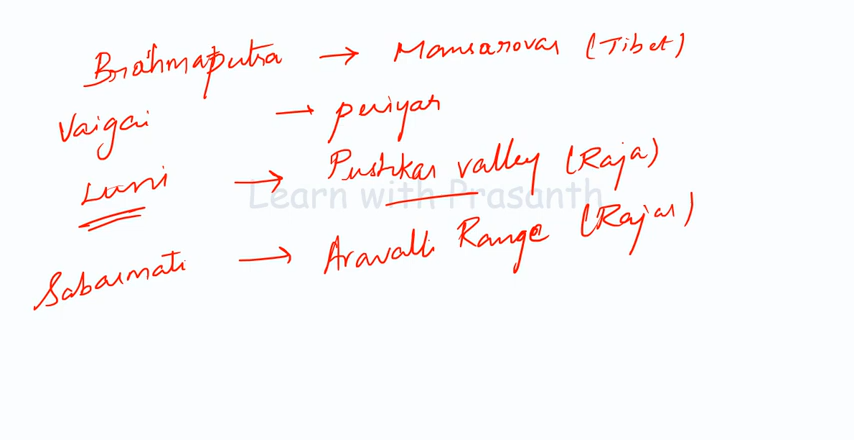 Brahmaputra → Mansarovar (Tibet)
Vaigai → periyar
Luni → Pushkar valley (Raja)
Learn with Prasanth
Sabarmati → Aravalli Range (Rajas)